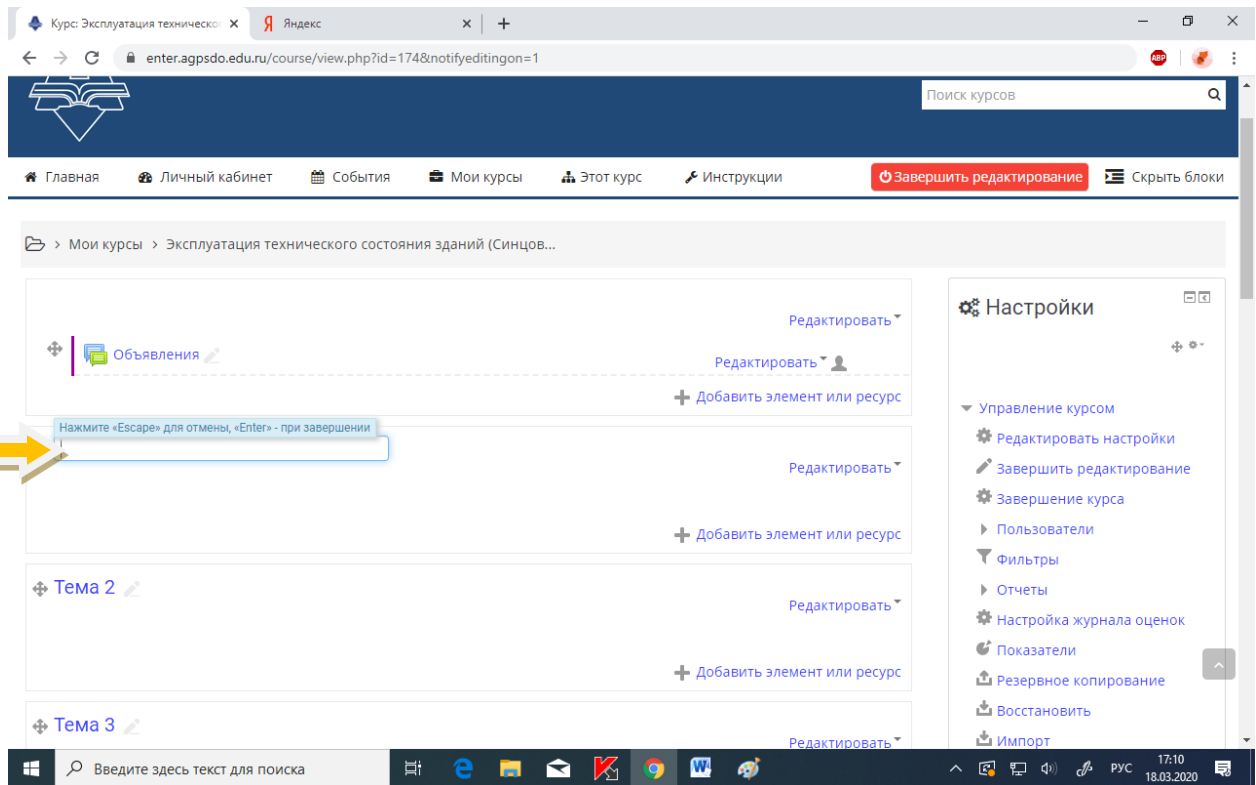 Курс: Эксплуатация техническо
Яндекс
enter.agpsdo.edu.ru/course/view.php?id=174&notifyeditingon=1
ABP
Поиск курсов
Главная
Личный кабинет
События
Мои курсы
Этот курс
Инструкции
Завершить редактирование
Скрыть блоки
Мои курсы > Эксплуатация технического состояния зданий (Синцов...
Редактировать
Объявления
Редактировать
Добавить элемент или ресурс
Нажмите «Escape» для отмены, «Enter» - при завершении
Редактировать
Добавить элемент или ресурс
Тема 2
Редактировать
Добавить элемент или ресурс
Тема 3
Редактировать
Настройки
Управление курсом
Редактировать настройки
Завершить редактирование
Завершение курса
Пользователи
Фильтры
Отчеты
Настройка журнала оценок
Показатели
Резервное копирование
Восстановить
Импорт
Введите здесь текст для поиска
РУС
17:10
18.03.2020